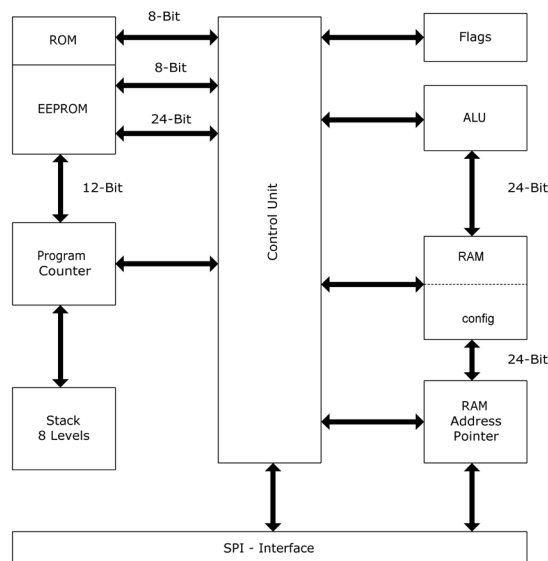 8-Bit
ROM
Flags
8-Bit
EEPROM
24-Bit
ALU
12-Bit
24-Bit
Control Unit
Program
Counter
RAM
config
24-Bit
Stack
8 Levels
RAM
Address
Pointer
SPI - Interface